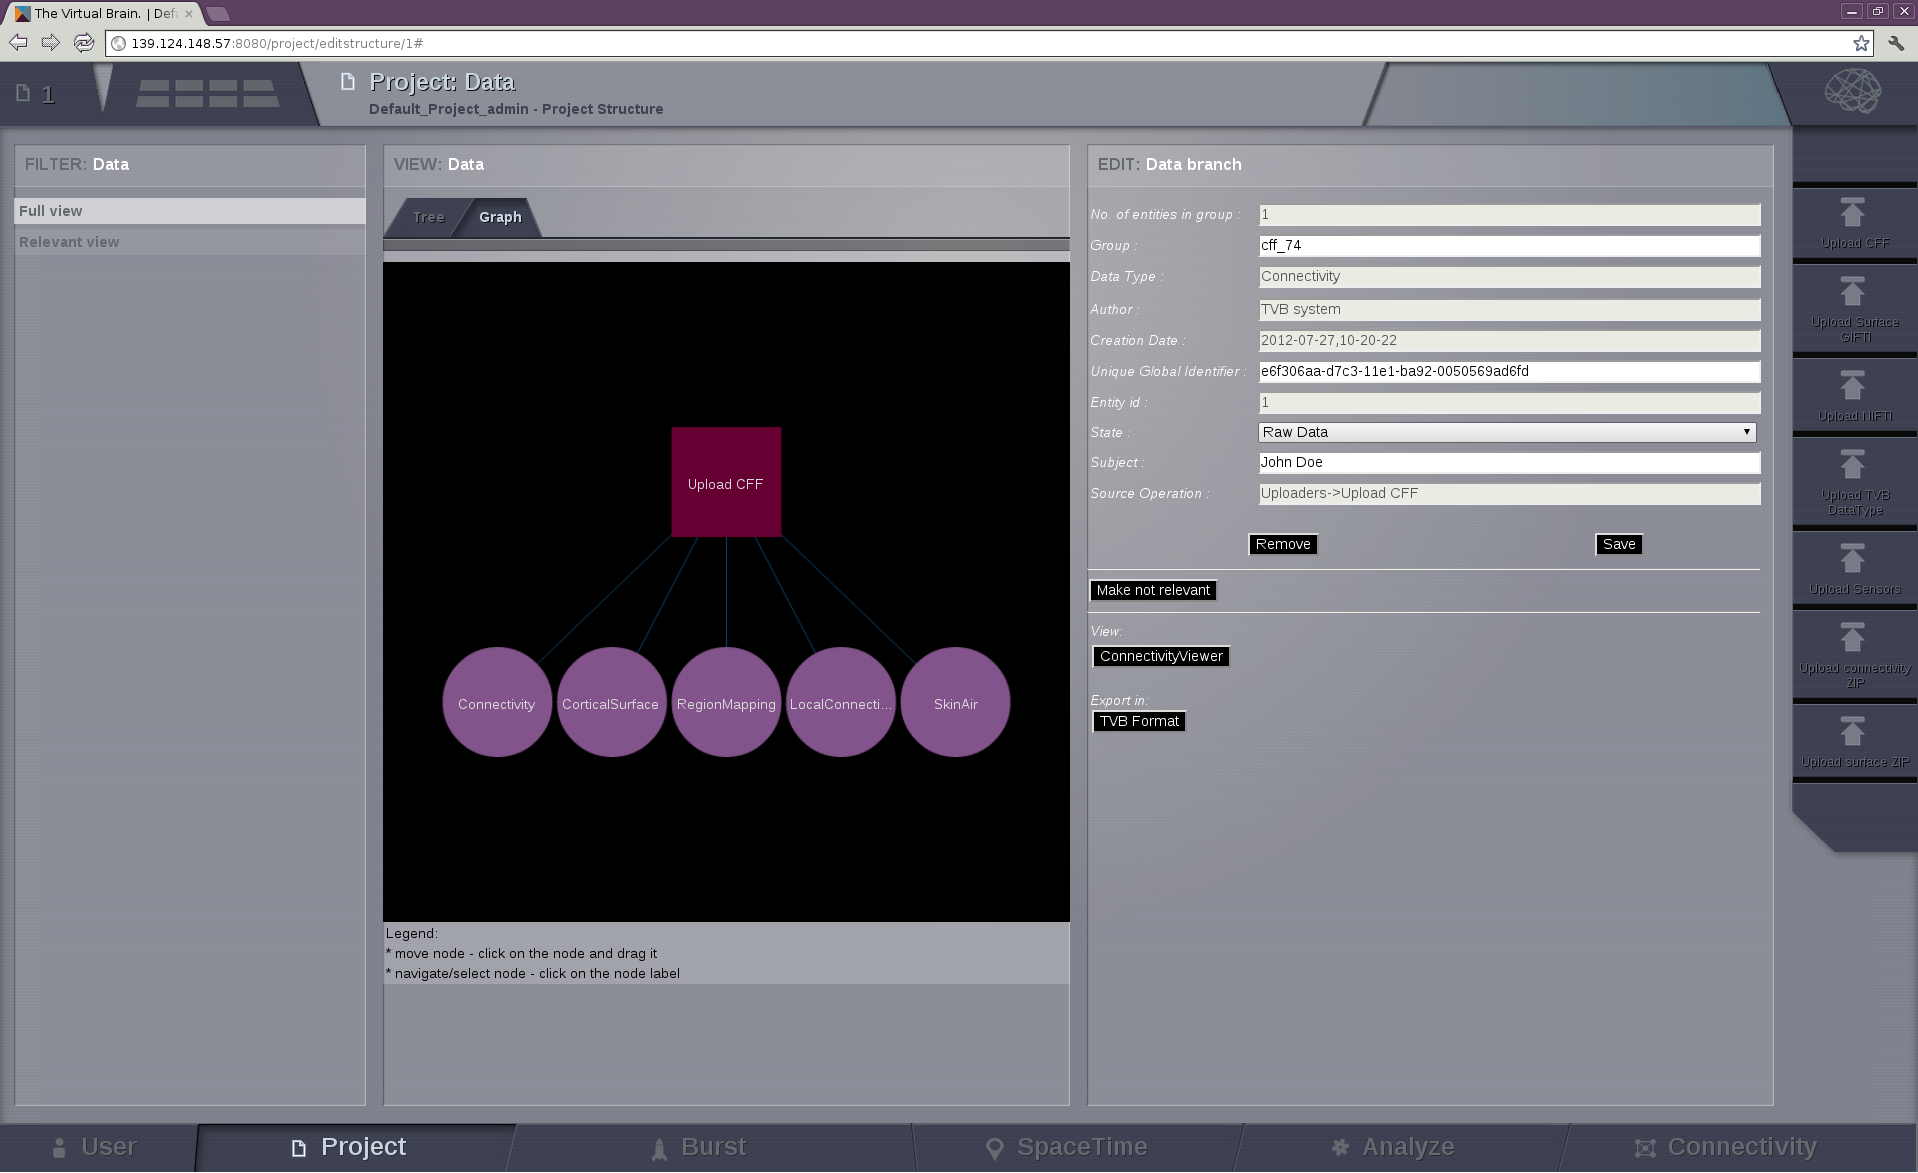 The Virtual Brain. | Def
139.124.148.57:8080/project/editstructure/1#
1
Project: Data
Default_Project_admin - Project Structure
FILTER: Data
Full view
Relevant view
VIEW: Data
Tree
Graph
Upload CFF
Connectivity
CorticalSurface
RegionMapping
LocalConnecti...
SkinAir
Legend:
* move node - click on the node and drag it
* navigate/select node - click on the node label
EDIT: Data branch
No. of entities in group : 1
Group : cff_74
Data Type : Connectivity
Author : TVB system
Creation Date : 2012-07-27,10-20-22
Unique Global Identifier : e6f306aa-d7c3-11e1-ba92-0050569ad6fd
Entity id : 1
State : Raw Data
Subject : John Doe
Source Operation : Uploaders->Upload CFF
Remove
Save
Make not relevant
View:
ConnectivityViewer
Export in:
TVB Format
Upload CFF
Upload Surface
GIFTI
Upload NIFTI
Upload TVB
DataType
Upload Sensors
Upload connectivity
ZIP
Upload surface ZIP
User
Project
Burst
SpaceTime
Analyze
Connectivity